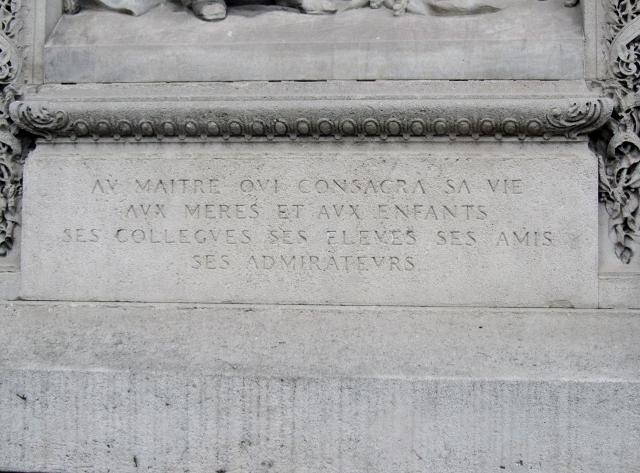 AV MAITRE QVI CONSACRA SA VIE
AVX MERES ET AVX ENFANTS
SES COLLEGVES SES ELEVES SES AMIS
SES ADMIRATEVRS